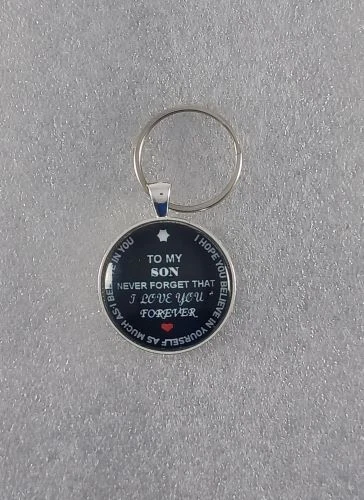 TO MY
SON
NEVER FORGET THAT
I LOVE YOU
FOREVER
I HOPE YOU BELIEVE IN YOURSELF AS MUCH AS I BELIEVE IN YOU